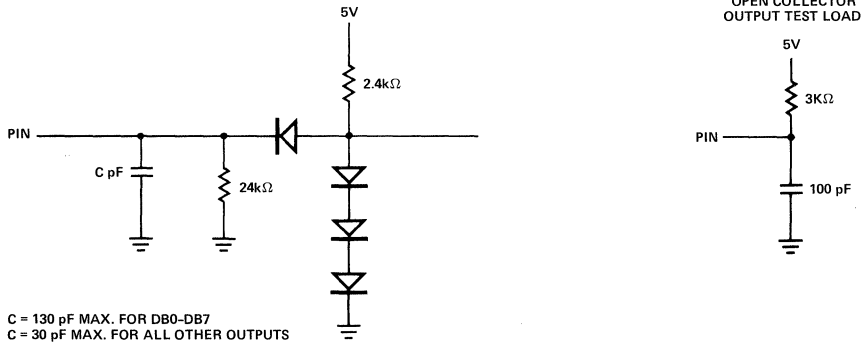 5V
2.4kΩ
PIN
C pF
24kΩ
C = 130 pF MAX. FOR DB0-DB7
C = 30 pF MAX. FOR ALL OTHER OUTPUTS
OPEN COLLECTOR
OUTPUT TEST LOAD
5V
3KΩ
PIN
100 pF